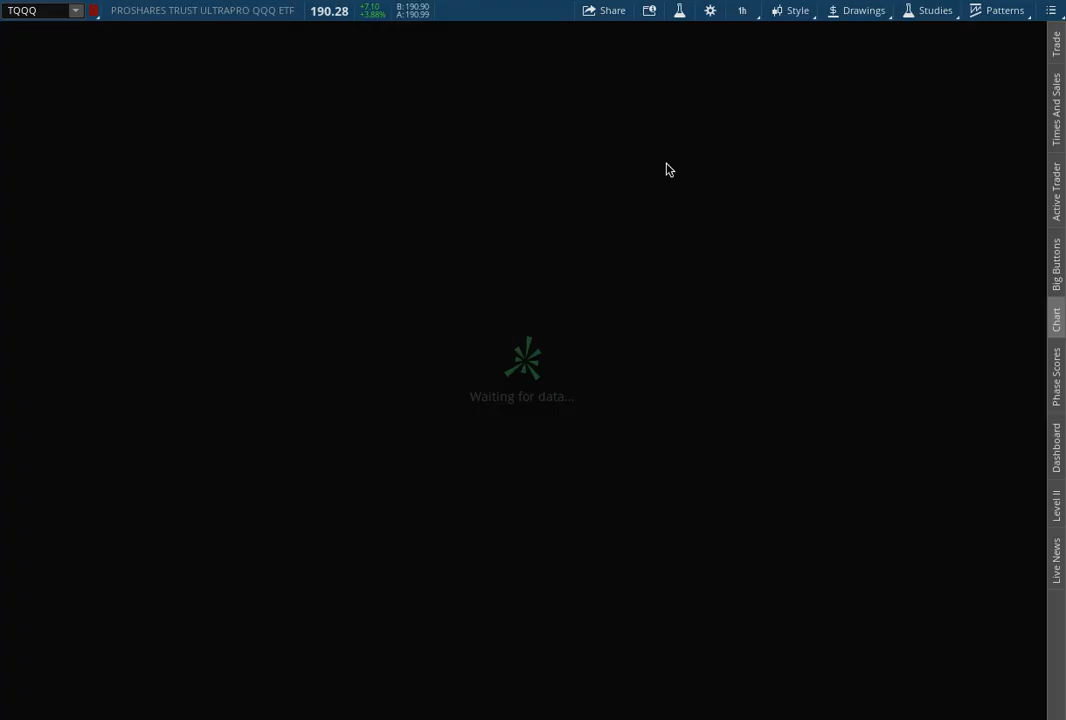 TQQQ PROSHARES TRUST ULTRAPRO QQQ ETF 190.28 +7.10 B: 190.90 Share 1h Style Drawings Studies Patterns
+3.88% A: 190.99
Trade
Times And Sales
Active Trader
Big Buttons
Chart
Phase Scores
Dashboard
Level II
Live News
Waiting for data...